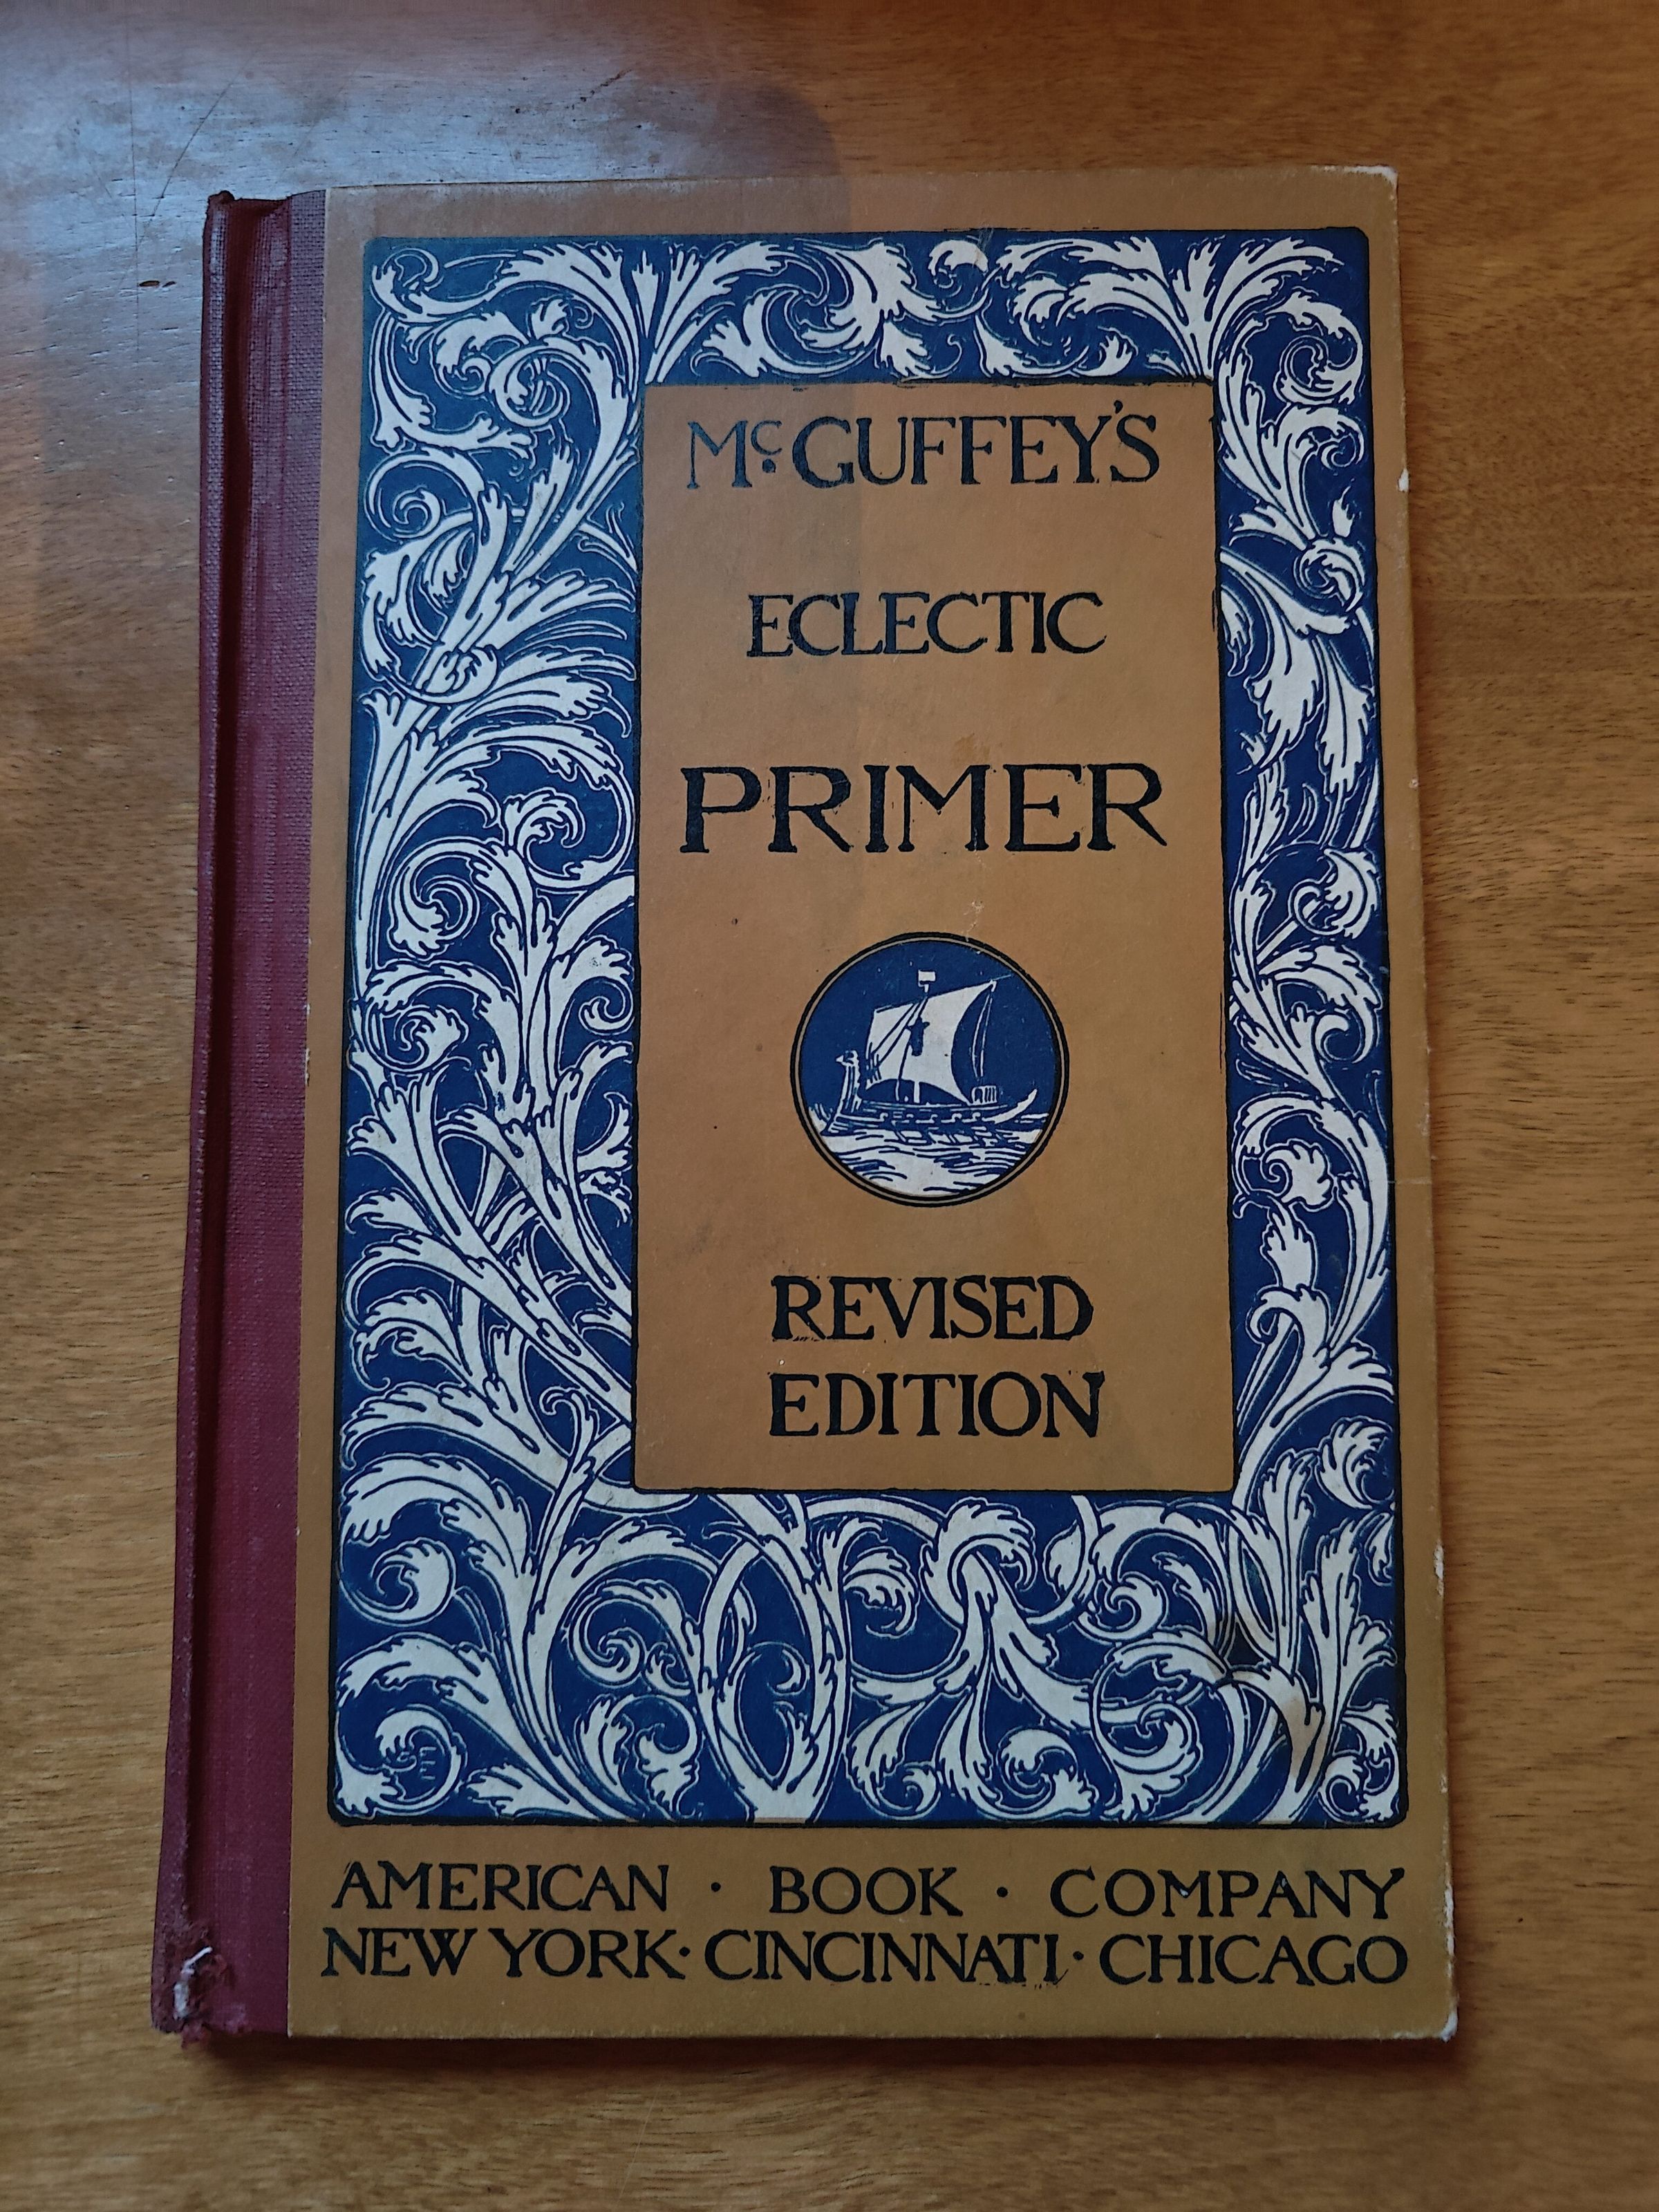 McGUFFEY'S
ECLECTIC
PRIMER
REVISED
EDITION
AMERICAN · BOOK · COMPANY
NEW YORK · CINCINNATI · CHICAGO